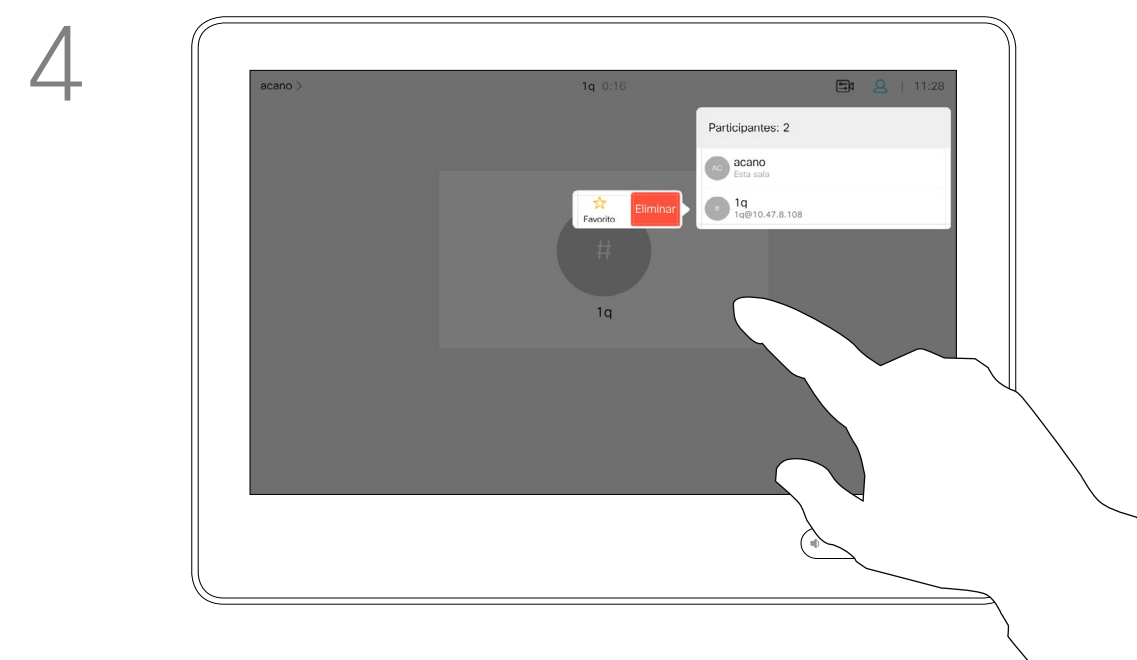 4
acano >
1q 0:16
11:28
Participantes: 2
AC
acano
Esta sala
Favorito
Eliminar
#
1q
1q@10.47.8.108
#
1q